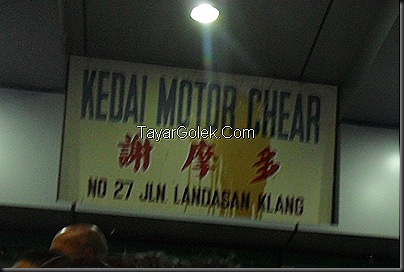 KEDAI MOTOR CHEAR
TayarGolek.Com
謝摩多
NO 27 JLN. LANDASAN KLANG